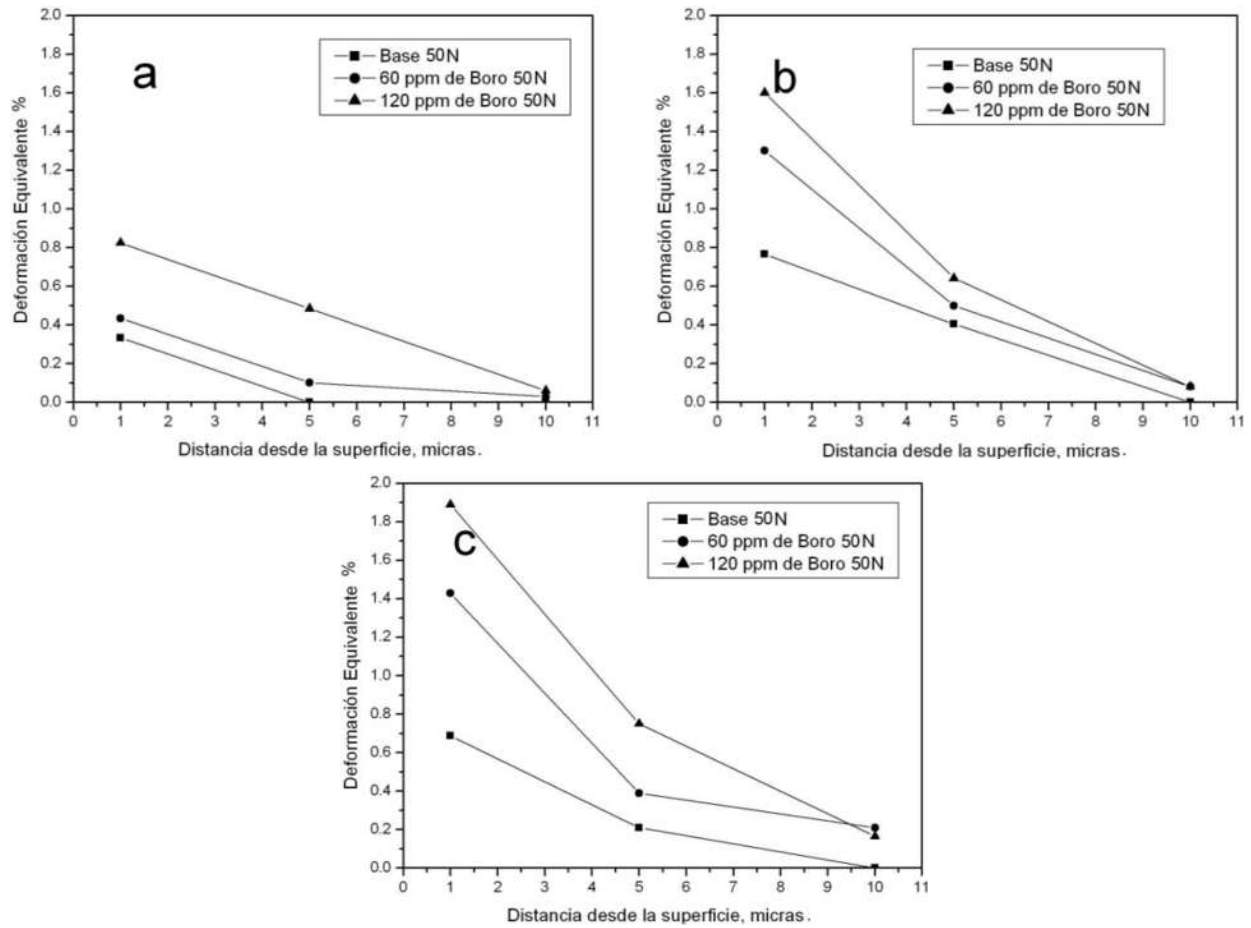 a
Base 50N
60 ppm de Boro 50N
120 ppm de Boro 50N
Deformación Equivalente %
2.0
1.8
1.6
1.4
1.2
1.0
0.8
0.6
0.4
0.2
0.0
0 1 2 3 4 5 6 7 8 9 10 11
Distancia desde la superficie, micras.
b
Base 50N
60 ppm de Boro 50N
120 ppm de Boro 50N
Deformación Equivalente %
2.0
1.8
1.6
1.4
1.2
1.0
0.8
0.6
0.4
0.2
0.0
0 1 2 3 4 5 6 7 8 9 10 11
Distancia desde la superficie, micras.
c
Base 50N
60 ppm de Boro 50N
120 ppm de Boro 50N
Deformación Equivalente %
2.0
1.8
1.6
1.4
1.2
1.0
0.8
0.6
0.4
0.2
0.0
0 1 2 3 4 5 6 7 8 9 10 11
Distancia desde la superficie, micras.